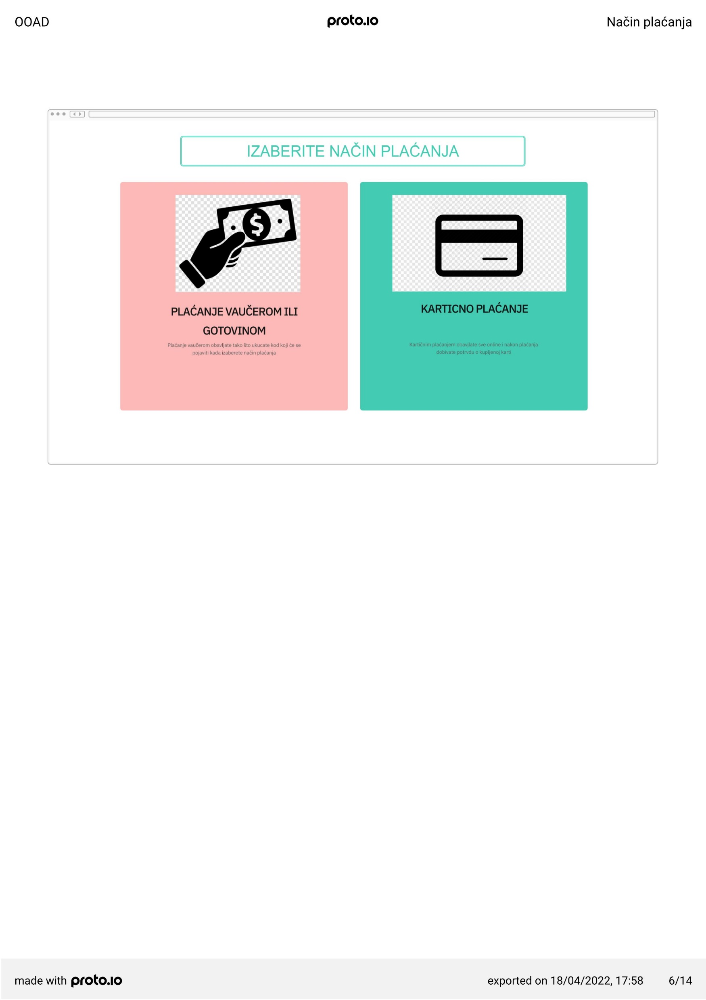 OOAD
proto.io
Način plaćanja
IZABERITE NAČIN PLAĆANJA
PLAĆANJE VAUČEROM ILI
GOTOVINOM
Plaćanje vaučerom obavljate tako što ukucate kod koji će se
pojaviti kada izaberete način plaćanja
KARTICNO PLAĆANJE
Kartičnim plaćanjem obavjlate sve online i nakon plaćanja
dobivate potrvdu o kupljenoj karti
made with proto.io
exported on 18/04/2022, 17:58
6/14